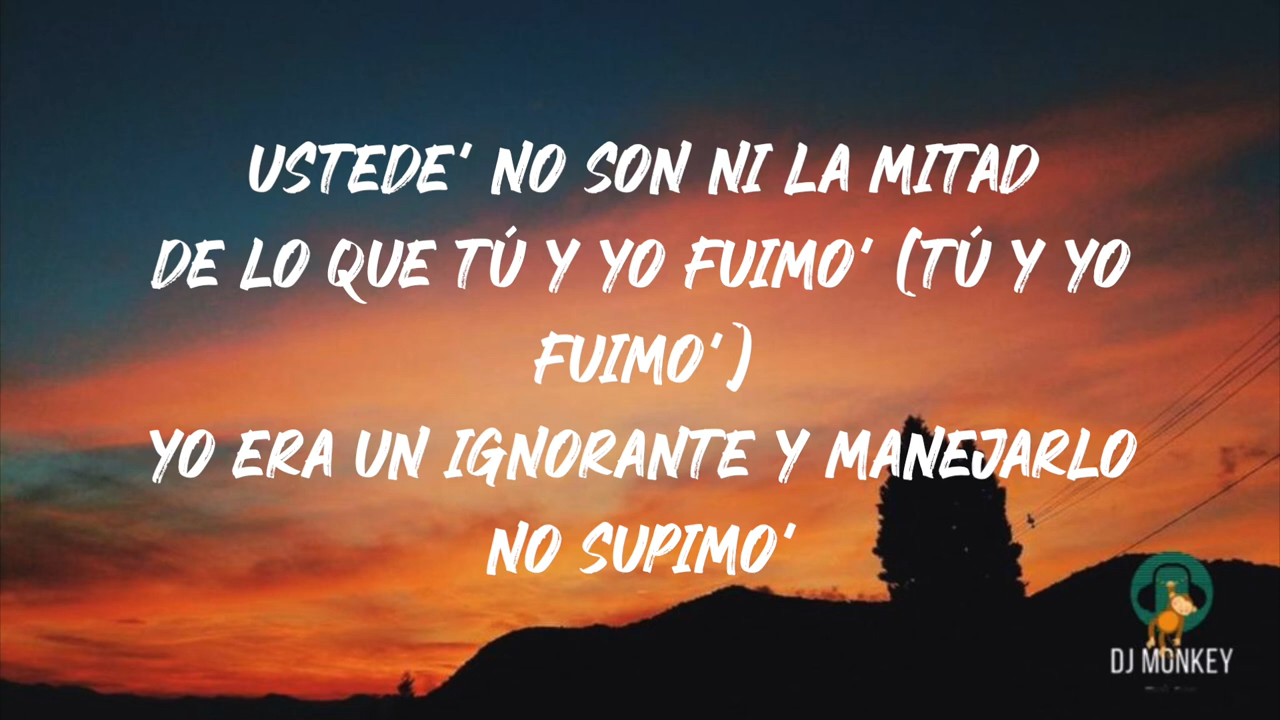 USTEDE' NO SON NI LA MITAD
DE LO QUE TÚ Y YO FUIMO' (TÚ Y YO
FUIMO')
YO ERA UN IGNORANTE Y MANEJARLO
NO SUPIMO'
DJ MONKEY